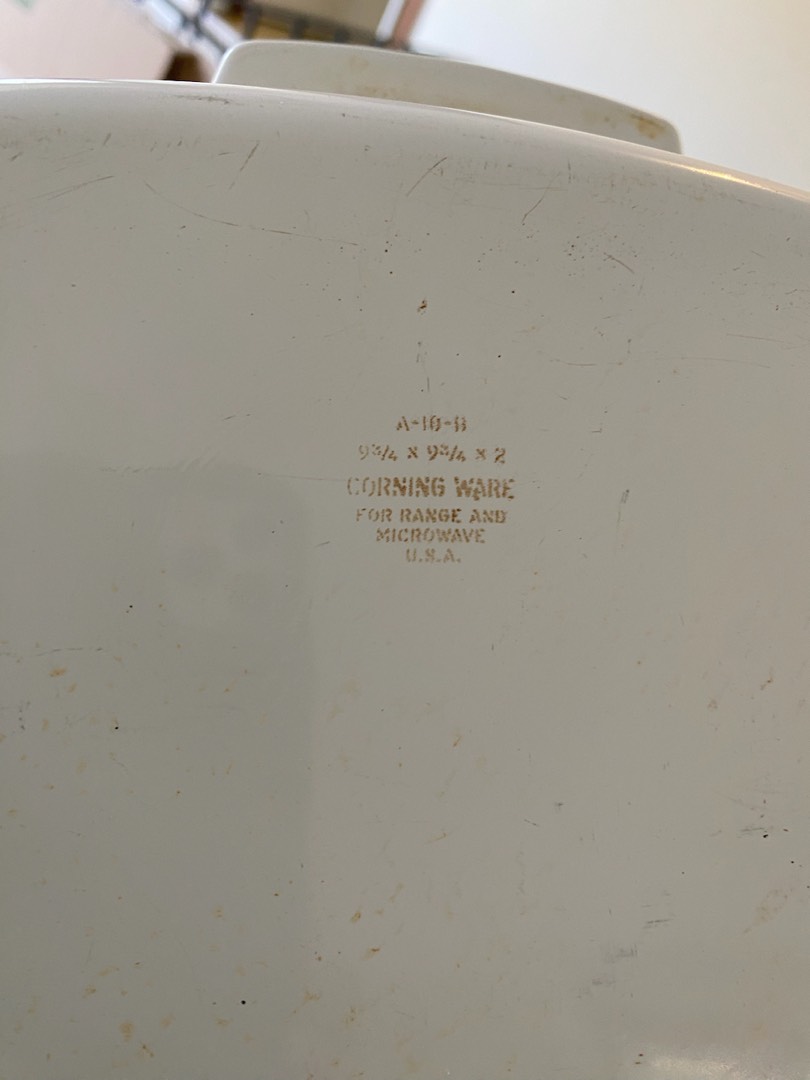 A-10-B
9¾ x 9¾ x 2
CORNING WARE
FOR RANGE AND
MICROWAVE
U.S.A.